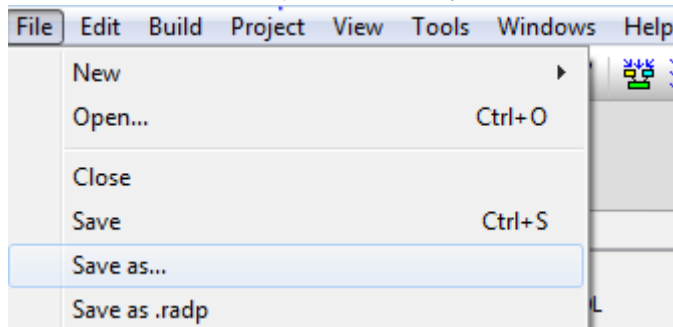 File Edit Build Project View Tools Windows Help
New
Open... Ctrl+O
Close
Save Ctrl+S
Save as...
Save as .radp